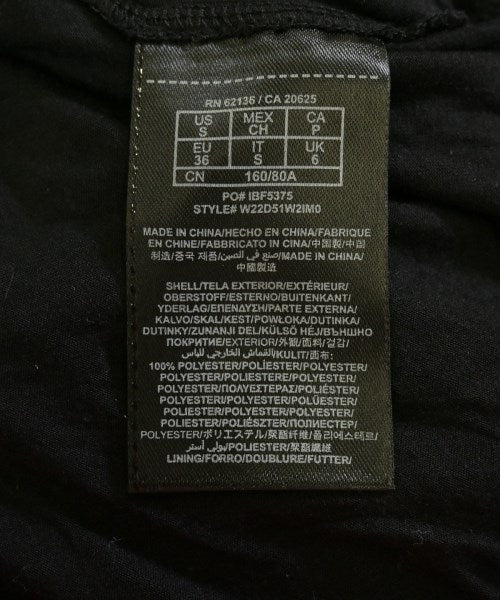 RN 62136 / CA 20625
US MEX CA
S CH P
EU IT UK
36 S 6
CN 160/80A
PO# IBF5375
STYLE# W22D51W2IM0
MADE IN CHINA/HECHO EN CHINA/FABRIQUE
EN CHINE/FABBRICATO IN CINA/中国製/中国
制造/중국 제품/صنع في الصين/MADE IN CHINA/
中國製造
SHELL/TELA EXTERIOR/EXTÉRIEUR/
OBERSTOFF/ESTERNO/BUITENKANT/
YDERLAG/ΕΠΕΝΔΥΣΗ/PARTE EXTERNA/
KALVO/SKAL/KEST/POWŁOKA/DUTINKA/
DUTINKY/ZUNANJI DEL/KÜLSŐ HÉJ/ВЪНШНО
ПОКРИТИЕ/EXTERIOR/外観/面料/겉감/
القماش الخارجي للباس/KULIT/面布/
100% POLYESTER/POLIÉSTER/POLYESTER/
POLYESTER/POLIESTERE/POLYESTER/
POLYESTER/ΠΟΛΥΕΣΤΕΡΑΣ/POLIÉSTER/
POLYESTERI/POLYESTER/POLÜESTER/
POLIESTER/POLYESTER/POLYESTER/
POLIESTER/POLIÉSZTER/ПОЛИЕСТЕР/
POLYESTER/ポリエステル/聚酯纤维/폴리에스테르/
بولي أستر/POLIESTER/聚酯纖維/
LINING/FORRO/DOUBLURE/FUTTER/